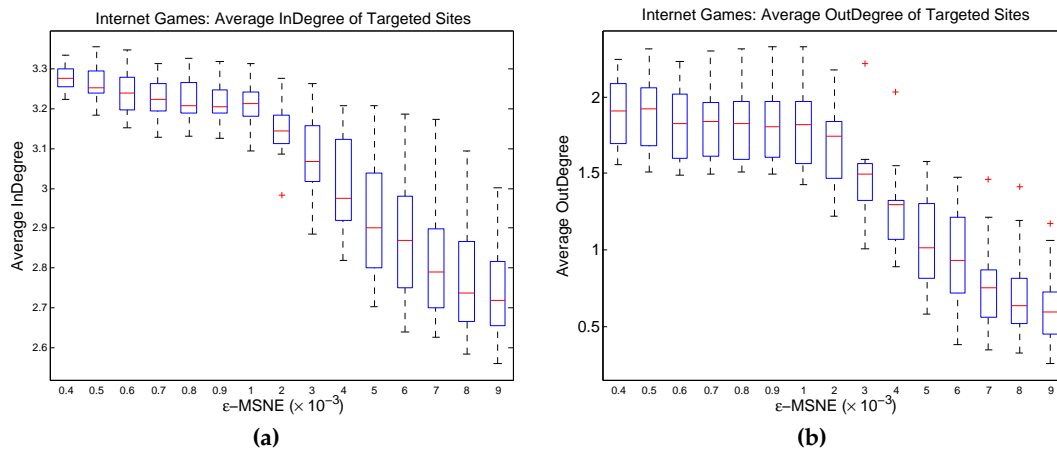 Internet Games: Average InDegree of Targeted Sites
3.3
3.2
3.1
3
2.9
2.8
2.7
2.6
Average InDegree
0.4 0.5 0.6 0.7 0.8 0.9 1 2 3 4 5 6 7 8 9
ε−MSNE (× 10⁻³)
(a)
Internet Games: Average OutDegree of Targeted Sites
2
1.5
1
0.5
Average OutDegree
0.4 0.5 0.6 0.7 0.8 0.9 1 2 3 4 5 6 7 8 9
ε−MSNE (× 10⁻³)
(b)